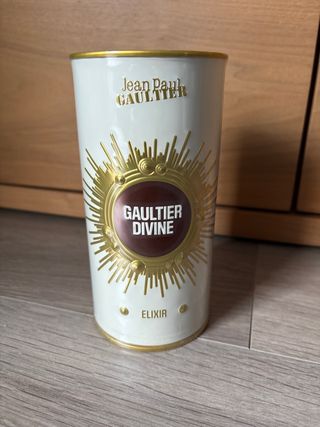 Jean Paul
GAULTIER
GAULTIER
DIVINE
ELIXIR